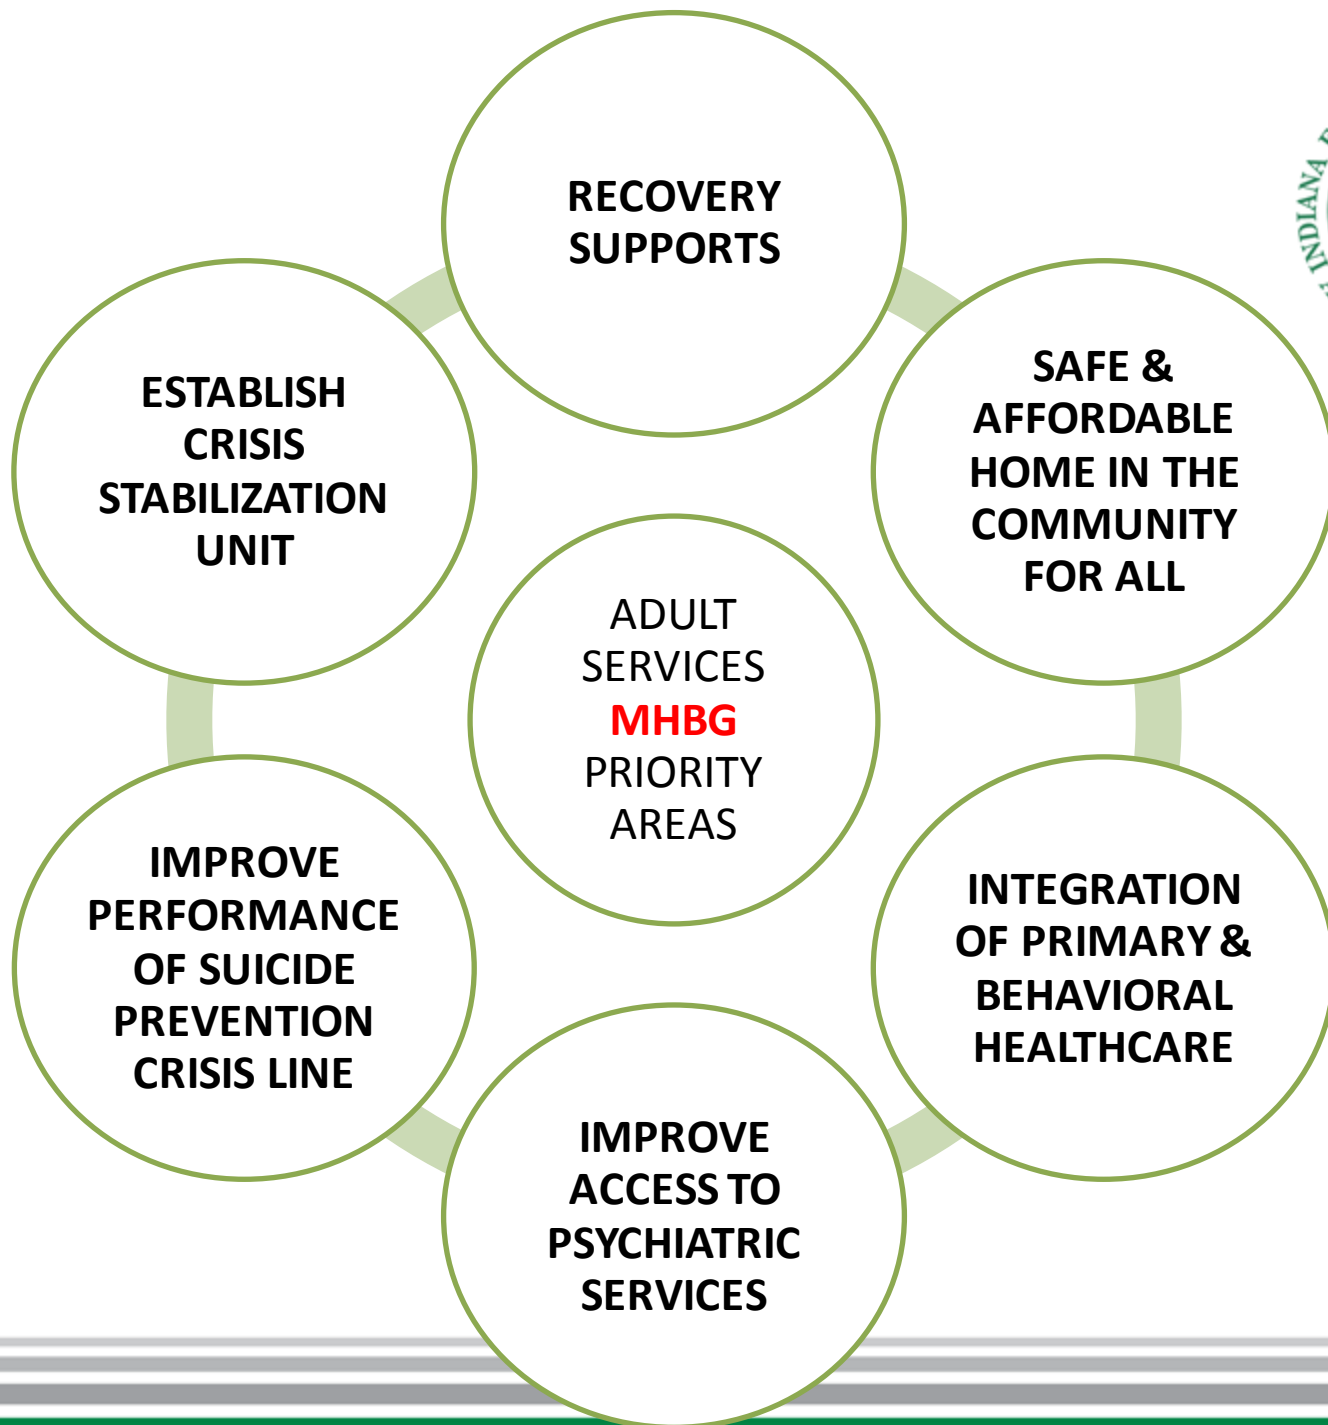 RECOVERY
SUPPORTS
SAFE &
AFFORDABLE
HOME IN THE
COMMUNITY
FOR ALL
INTEGRATION
OF PRIMARY &
BEHAVIORAL
HEALTHCARE
IMPROVE
ACCESS TO
PSYCHIATRIC
SERVICES
IMPROVE
PERFORMANCE
OF SUICIDE
PREVENTION
CRISIS LINE
ESTABLISH
CRISIS
STABILIZATION
UNIT
ADULT
SERVICES
MHBG
PRIORITY
AREAS
INDIANA